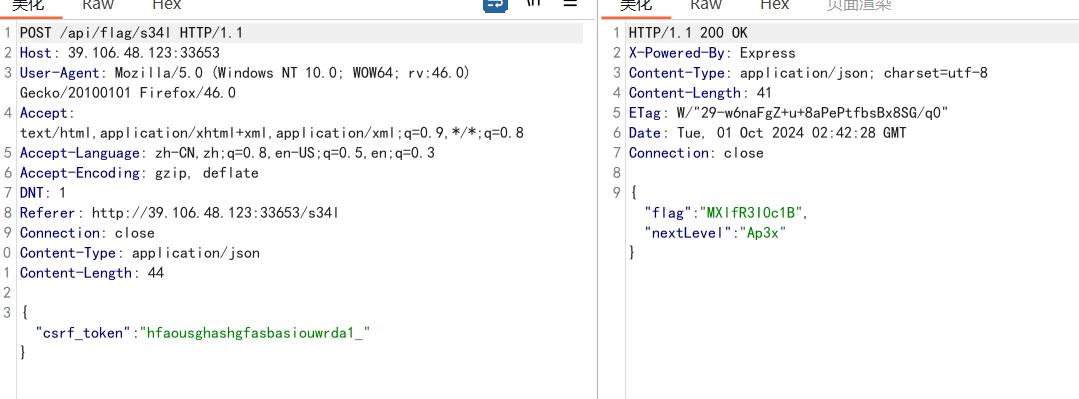 美化 Raw Hex \n
1 POST /api/flag/s34l HTTP/1.1
2 Host: 39.106.48.123:33653
3 User-Agent: Mozilla/5.0 (Windows NT 10.0; WOW64; rv:46.0)
Gecko/20100101 Firefox/46.0
4 Accept:
text/html,application/xhtml+xml,application/xml;q=0.9,*/*;q=0.8
5 Accept-Language: zh-CN,zh;q=0.8,en-US;q=0.5,en;q=0.3
6 Accept-Encoding: gzip, deflate
7 DNT: 1
8 Referer: http://39.106.48.123:33653/s34l
9 Connection: close
0 Content-Type: application/json
1 Content-Length: 44
2
3 {
"csrf_token":"hfaousghashgfasbasiouwrda1_"
}
美化 Raw Hex 页面渲染
1 HTTP/1.1 200 OK
2 X-Powered-By: Express
3 Content-Type: application/json; charset=utf-8
4 Content-Length: 41
5 ETag: W/"29-w6naFgZ+u+8aPePtfbsBx8SG/q0"
6 Date: Tue, 01 Oct 2024 02:42:28 GMT
7 Connection: close
8
9 {
"flag":"MXlfR3l0c1B",
"nextLevel":"Ap3x"
}